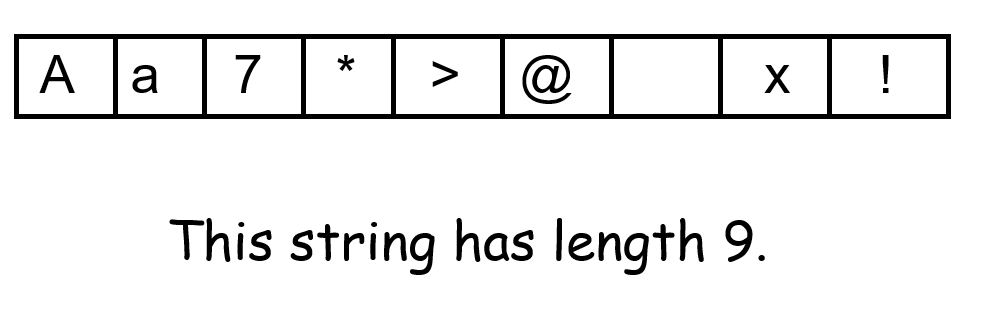 A a 7 * > @   x !
This string has length 9.